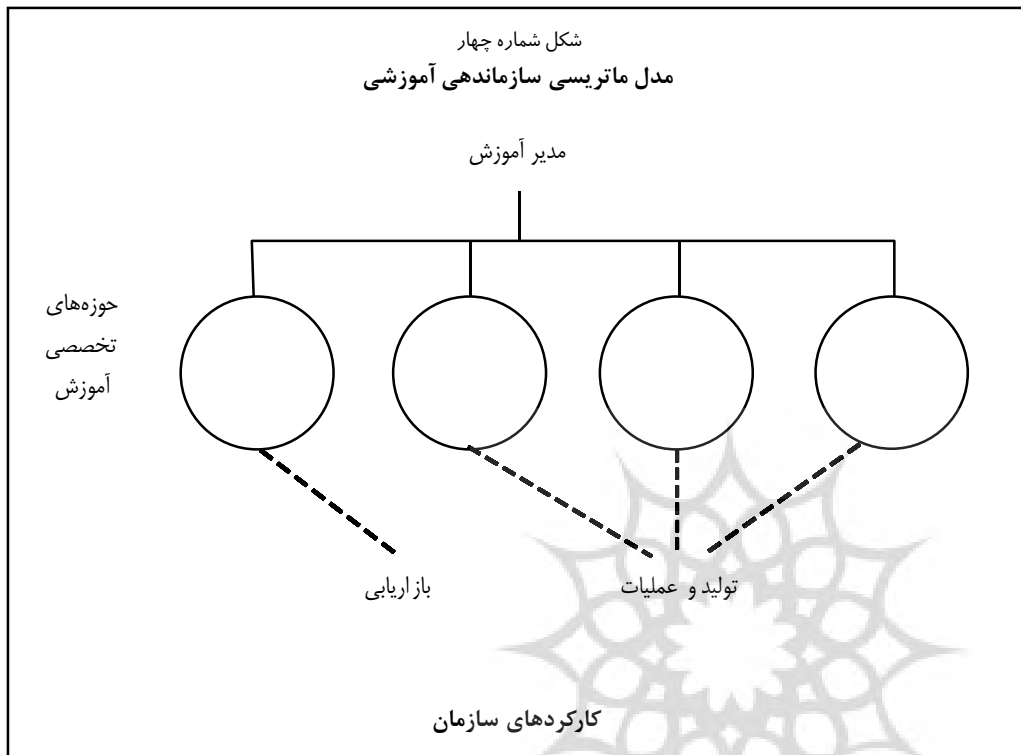 شکل شماره چهار
مدل ماتریسی سازماندهی آموزشی
مدیر آموزش
حوزه‌های
تخصصی
آموزش
تولید و عملیات
بازاریابی
کارکردهای سازمان